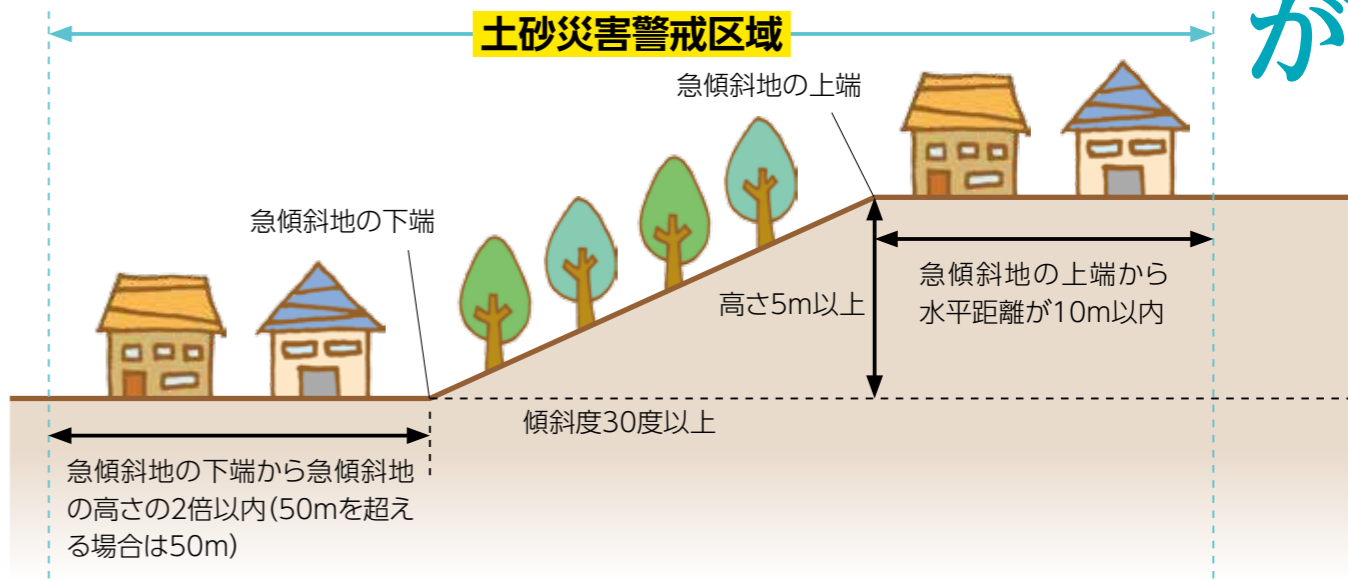 土砂災害警戒区域
が
急傾斜地の上端
急傾斜地の下端
高さ5m以上
急傾斜地の上端から
水平距離が10m以内
傾斜度30度以上
急傾斜地の下端から急傾斜地
の高さの2倍以内(50mを超え
る場合は50m)